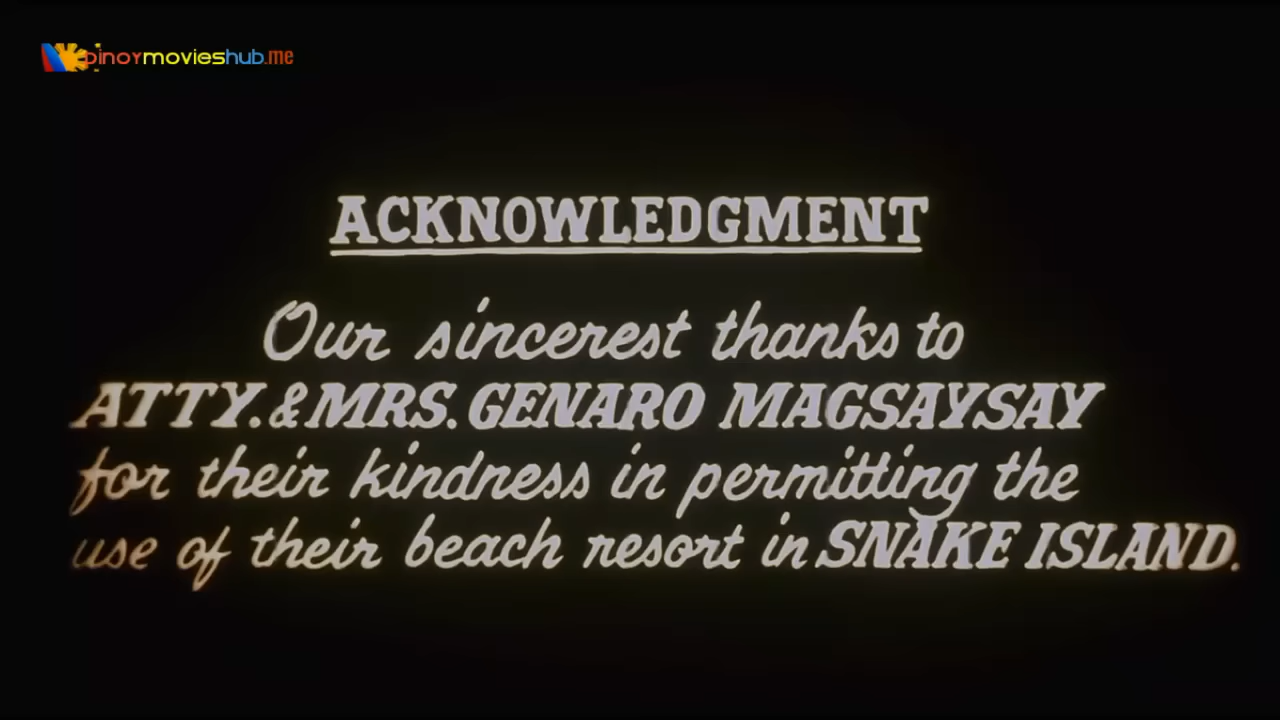 pinoymovieshub.me
ACKNOWLEDGMENT
Our sincerest thanks to
ATTY. & MRS. GENARO MAGSAYSAY
for their kindness in permitting the
use of their beach resort in SNAKE ISLAND.